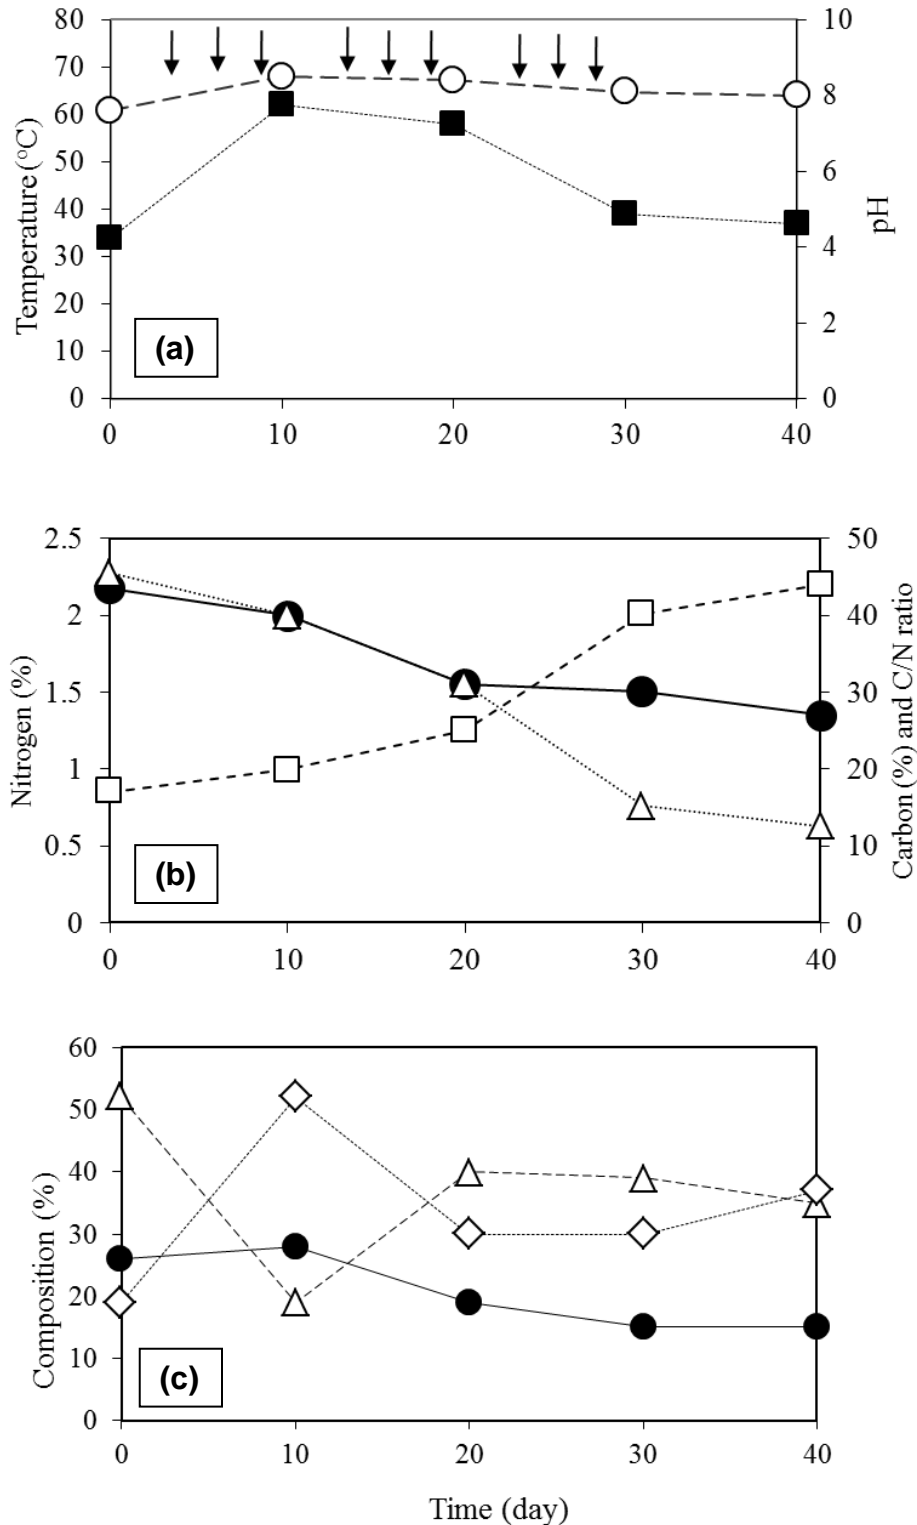 80
70
60
50
40
30
20
10
0
Temperature (°C)
10
8
6
4
2
0
pH
(a)
0 10 20 30 40
2.5
2
1.5
1
0.5
0
Nitrogen (%)
50
40
30
20
10
0
Carbon (%) and C/N ratio
(b)
0 10 20 30 40
60
50
40
30
20
10
0
Composition (%)
(c)
0 10 20 30 40
Time (day)